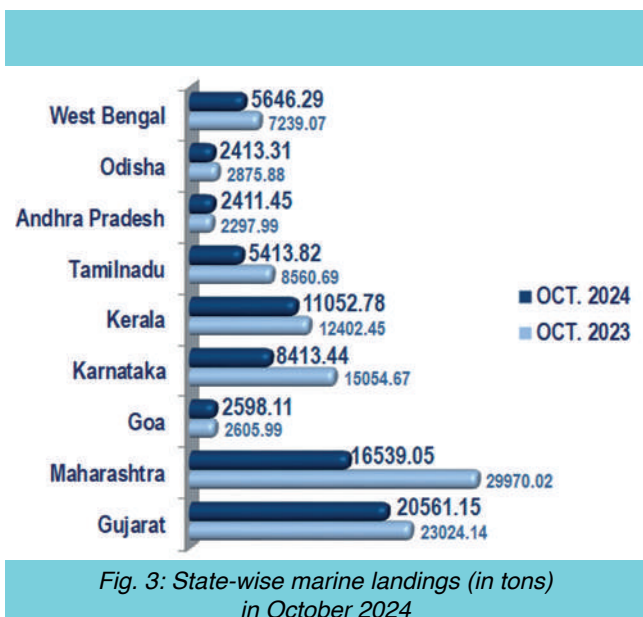 West Bengal
5646.29
7239.07
Odisha
2413.31
2875.88
Andhra Pradesh
2411.45
2297.99
Tamilnadu
5413.82
8560.69
Kerala
11052.78
12402.45
Karnataka
8413.44
15054.67
Goa
2598.11
2605.99
Maharashtra
16539.05
29970.02
Gujarat
20561.15
23024.14
OCT. 2024
OCT. 2023
Fig. 3: State-wise marine landings (in tons)
in October 2024